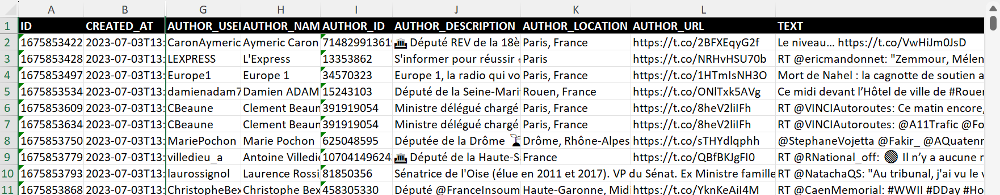 A B G H I J K L
1 ID CREATED_AT AUTHOR_USE AUTHOR_NAM AUTHOR_ID AUTHOR_DESCRIPTION AUTHOR_LOCATION AUTHOR_URL TEXT
2 1675853422 2023-07-03T13: CaronAymeric Aymeric Caron 71482991361 🏛 Député REV de la 18è Paris, France https://t.co/2BFXEqyG2f Le niveau... https://t.co/VwHiJm0JsD
3 1675853428 2023-07-03T13: LEXPRESS L'Express 13353862 S'informer pour réussir Paris https://t.co/NRHvHSU70b RT @ericmandonnet: "Zemmour, Mélen
4 1675853497 2023-07-03T13: Europe1 Europe 1 34570323 Europe 1, la radio qui vo Paris, France https://t.co/1HTmIsNH3O Mort de Nahel : la cagnotte de soutien a
5 1675853534 2023-07-03T13: damienadam7 Damien ADAM 15243103 Député de la Seine-Marit Rouen, France https://t.co/ONlTxk5AVg Ce midi devant l’Hôtel de ville de #Rouen
6 1675853609 2023-07-03T13: CBeaune Clement Beaun 391919054 Ministre délégué chargé Paris, France https://t.co/8heV2liIFh RT @VINCIAutoroutes: Ce matin encore,
7 1675853634 2023-07-03T13: CBeaune Clement Beaun 391919054 Ministre délégué chargé Paris, France https://t.co/8heV2liIFh RT @VINCIAutoroutes: @A11Trafic @Fo
8 1675853750 2023-07-03T13: MariePochon Marie Pochon 625048595 Députée de la Drôme Drôme, Rhône-Alpes https://t.co/sTHYdlqphh @StephaneVojetta @Fakir_ @AQuatenn
9 1675853779 2023-07-03T13: villedieu_a Antoine Villedie 107041496243 🏛 Député de la Haute-Sa France https://t.co/QBfBKJgFI0 RT @RNational_off: Il n’y a aucune r
10 1675853793 2023-07-03T13: laurossignol Laurence Rossi 81850356 Sénatrice de l'Oise (élue en 2011 et 2017). VP du Sénat. Ex Ministre famille RT @NatachaQS: "Au tribunal, j'ai vu le v
11 1675853868 2023-07-03T13: ChristopheBex Christophe Bex 458305330 Député @FranceInsoum Haute-Garonne, Midi https://t.co/YknKeAiI4M RT @CaenMemorial: #WWII #DDay #Ho